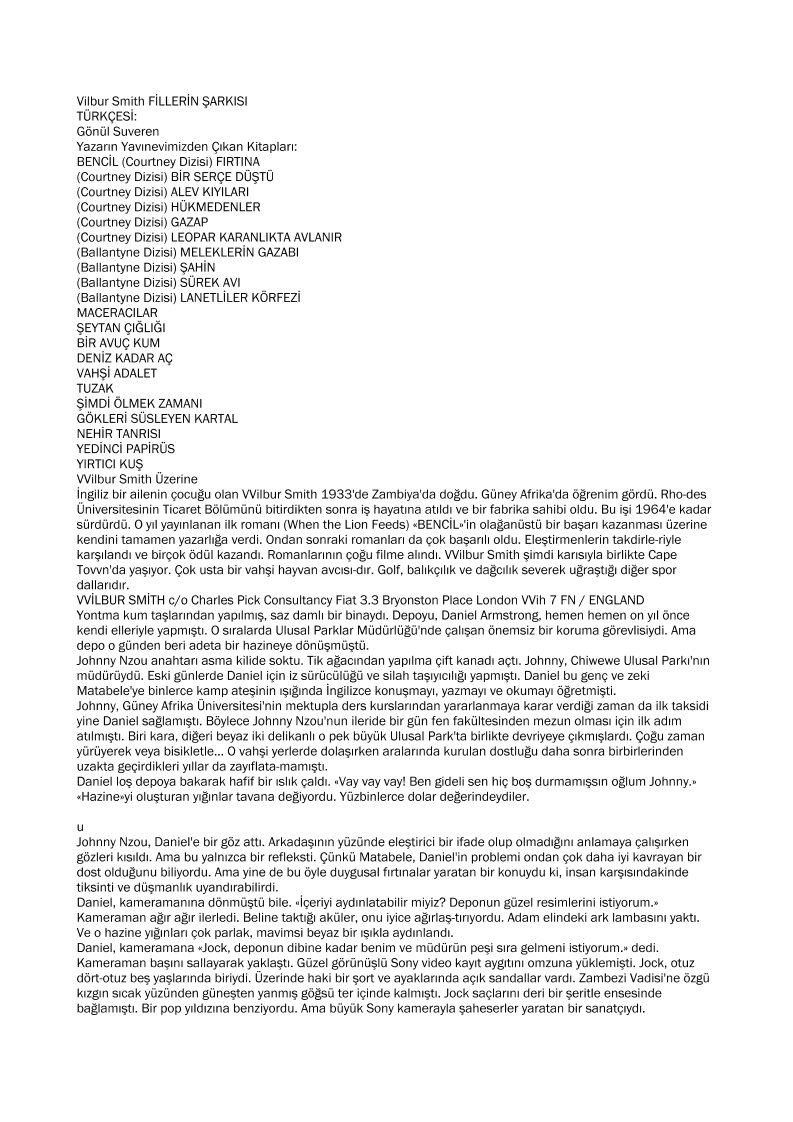 Vilbur Smith FİLLERİN ŞARKISI
TÜRKÇESİ:
Gönül Suveren
Yazarın Yavınevimizden Çıkan Kitapları:
BENCİL (Courtney Dizisi) FIRTINA
(Courtney Dizisi) BİR SERÇE DÜŞTÜ
(Courtney Dizisi) ALEV KIYILARI
(Courtney Dizisi) HÜKMEDENLER
(Courtney Dizisi) GAZAP
(Courtney Dizisi) LEOPAR KARANLIKTA AVLANIR
(Ballantyne Dizisi) MELEKLERİN GAZABI
(Ballantyne Dizisi) ŞAHİN
(Ballantyne Dizisi) SÜREK AVI
(Ballantyne Dizisi) LANETLİLER KÖRFEZİ
MACERACILAR
ŞEYTAN ÇIĞLIĞI
BİR AVUÇ KUM
DENİZ KADAR AÇ
VAHŞİ ADALET
TUZAK
ŞİMDİ ÖLMEK ZAMANI
GÖKLERİ SÜSLEYEN KARTAL
NEHİR TANRISI
YEDİNCİ PAPİRÜS
YIRTICI KUŞ
VVilbur Smith Üzerine
İngiliz bir ailenin çocuğu olan VVilbur Smith 1933'de Zambiya'da doğdu. Güney Afrika'da öğrenim gördü. Rho-des
Üniversitesinin Ticaret Bölümünü bitirdikten sonra iş hayatına atıldı ve bir fabrika sahibi oldu. Bu işi 1964'e kadar
sürdürdü. O yıl yayınlanan ilk romanı (When the Lion Feeds) «BENCİL»'in olağanüstü bir başarı kazanması üzerine
kendini tamamen yazarlığa verdi. Ondan sonraki romanları da çok başarılı oldu. Eleştirmenlerin takdirle-riyle
karşılandı ve birçok ödül kazandı. Romanlarının çoğu filme alındı. VVilbur Smith şimdi karısıyla birlikte Cape
Tovvn'da yaşıyor. Çok usta bir vahşi hayvan avcısı-dır. Golf, balıkçılık ve dağcılık severek uğraştığı diğer spor
dallarıdır.
VVİLBUR SMİTH c/o Charles Pick Consultancy Fiat 3.3 Bryonston Place London VVih 7 FN / ENGLAND
Yontma kum taşlarından yapılmış, saz damlı bir binaydı. Depoyu, Daniel Armstrong, hemen hemen on yıl önce
kendi elleriyle yapmıştı. O sıralarda Ulusal Parklar Müdürlüğü'nde çalışan önemsiz bir koruma görevlisiydi. Ama
depo o günden beri adeta bir hazineye dönüşmüştü.
Johnny Nzou anahtarı asma kilide soktu. Tik ağacından yapılma çift kanadı açtı. Johnny, Chiwewe Ulusal Parkı'nın
müdürüydü. Eski günlerde Daniel için iz sürücülüğü ve silah taşıyıcılığı yapmıştı. Daniel bu genç ve zeki
Matabele'ye binlerce kamp ateşinin ışığında İngilizce konuşmayı, yazmayı ve okumayı öğretmişti.
Johnny, Güney Afrika Üniversitesi'nin mektupla ders kurslarından yararlanmaya karar verdiği zaman da ilk taksidi
yine Daniel sağlamıştı. Böylece Johnny Nzou'nun ileride bir gün fen fakültesinden mezun olması için ilk adım
atılmıştı. Biri kara, diğeri beyaz iki delikanlı o pek büyük Ulusal Park'ta birlikte devriyeye çıkmışlardı. Çoğu zaman
yürüyerek veya bisikletle... O vahşi yerlerde dolaşırken aralarında kurulan dostluğu daha sonra birbirlerinden
uzakta geçirdikleri yıllar da zayıflata-mamıştı.
Daniel loş depoya bakarak hafif bir ıslık çaldı. «Vay vay vay! Ben gideli sen hiç boş durmamışsın oğlum Johnny.»
«Hazine»yi oluşturan yığınlar tavana değiyordu. Yüzbinlerce dolar değerindeydiler.
u
Johnny Nzou, Daniel'e bir göz attı. Arkadaşının yüzünde eleştirici bir ifade olup olmadığını anlamaya çalışırken
gözleri kısıldı. Ama bu yalnızca bir refleksti. Çünkü Matabele, Daniel'in problemi ondan çok daha iyi kavrayan bir
dost olduğunu biliyordu. Ama yine de bu öyle duygusal fırtınalar yaratan bir konuydu ki, insan karşısındakinde
tiksinti ve düşmanlık uyandırabilirdi.
Daniel, kameramanına dönmüştü bile. «İçeriyi aydınlatabilir miyiz? Deponun güzel resimlerini istiyorum.»
Kameraman ağır ağır ilerledi. Beline taktığı aküler, onu iyice ağırlaş-tırıyordu. Adam elindeki ark lambasını yaktı.
Ve o hazine yığınları çok parlak, mavimsi beyaz bir ışıkla aydınlandı.
Daniel, kameramana «Jock, deponun dibine kadar benim ve müdürün peşi sıra gelmeni istiyorum.» dedi.
Kameraman başını sallayarak yaklaştı. Güzel görünüşlü Sony video kayıt aygıtını omzuna yüklemişti. Jock, otuz
dört-otuz beş yaşlarında biriydi. Üzerinde haki bir şort ve ayaklarında açık sandallar vardı. Zambezi Vadisi'ne özgü
kızgın sıcak yüzünden güneşten yanmış göğsü ter içinde kalmıştı. Jock saçlarını deri bir şeritle ensesinde
bağlamıştı. Bir pop yıldızına benziyordu. Ama büyük Sony kamerayla şaheserler yaratan bir sanatçıydı.